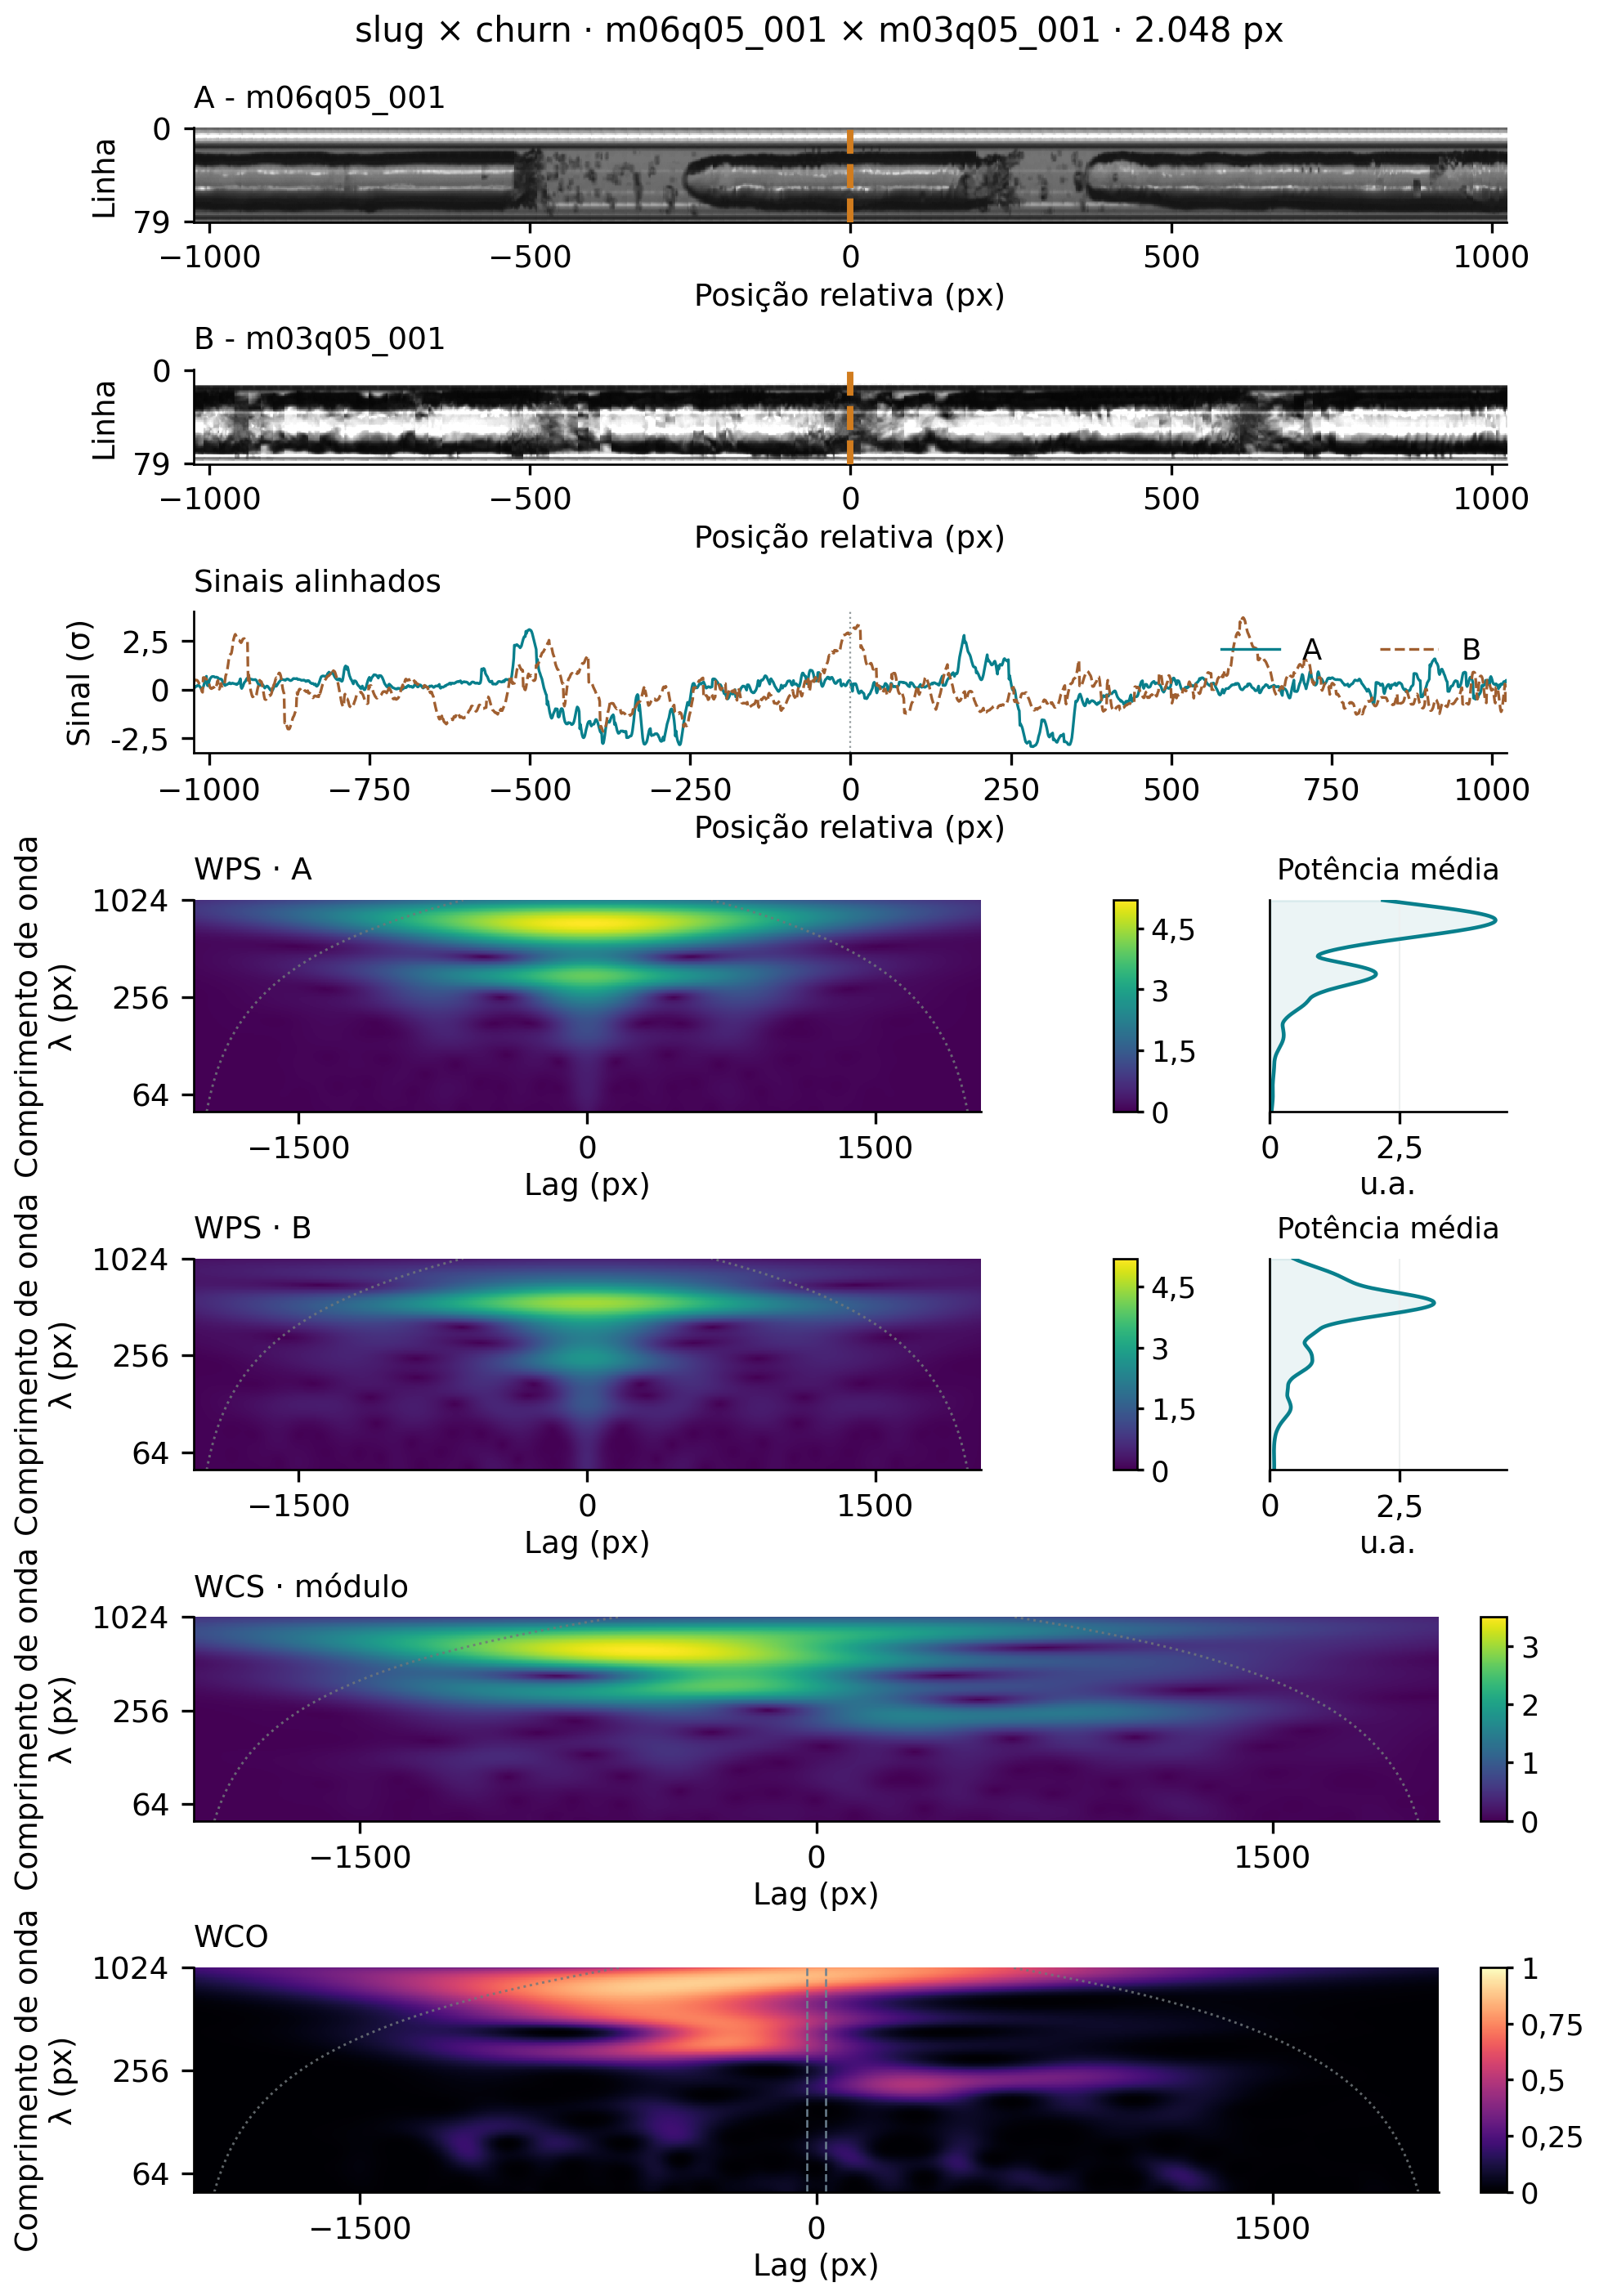 slug × churn · m06q05_001 × m03q05_001 · 2.048 px
A - m06q05_001
Linha
0
79
−1000 −500 0 500 1000
Posição relativa (px)
B - m03q05_001
Linha
0
79
−1000 −500 0 500 1000
Posição relativa (px)
Sinais alinhados
Sinal (σ)
2,5
0
-2,5
A B
−1000 −750 −500 −250 0 250 500 750 1000
Posição relativa (px)
WPS · A
Comprimento de onda
λ (px)
1024
256
64
−1500 0 1500
Lag (px)
4,5
3
1,5
0
Potência média
0 2,5
u.a.
WPS · B
Comprimento de onda
λ (px)
1024
256
64
−1500 0 1500
Lag (px)
4,5
3
1,5
0
Potência média
0 2,5
u.a.
WCS · módulo
Comprimento de onda
λ (px)
1024
256
64
−1500 0 1500
Lag (px)
3
2
1
0
WCO
Comprimento de onda
λ (px)
1024
256
64
−1500 0 1500
Lag (px)
1
0,75
0,5
0,25
0